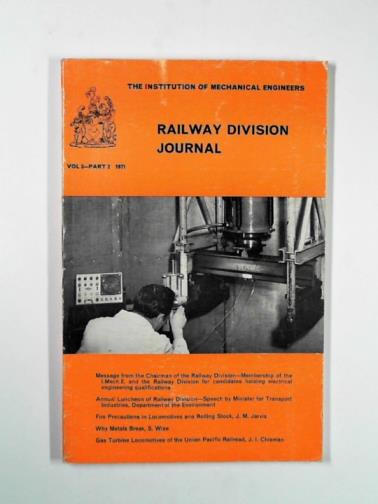 THE INSTITUTION OF MECHANICAL ENGINEERS
RAILWAY DIVISION
JOURNAL
VOL 2—PART 2 1971
Message from the Chairman of the Railway Division—Membership of the
I.Mech.E. and the Railway Division for candidates holding electrical
engineering qualifications
Annual Luncheon of Railway Division—Speech by Minister for Transport
Industries, Department of the Environment
Fire Precautions in Locomotives and Rolling Stock, J. M. Jarvis
Why Metals Break, S. Wise
Gas Turbine Locomotives of the Union Pacific Railroad, J. I. Chisman